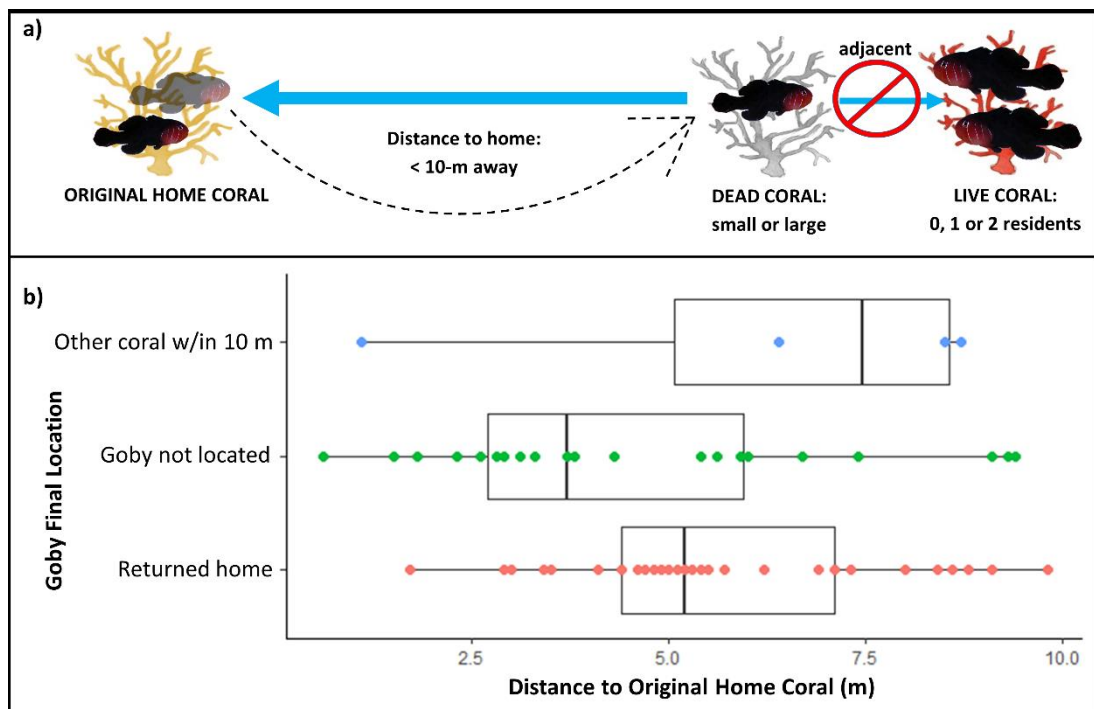 a)
adjacent
Distance to home:
< 10-m away
ORIGINAL HOME CORAL
DEAD CORAL:
small or large
LIVE CORAL:
0, 1 or 2 residents
b)
Goby Final Location
Other coral w/in 10 m
Goby not located
Returned home
2.5 5.0 7.5 10.0
Distance to Original Home Coral (m)